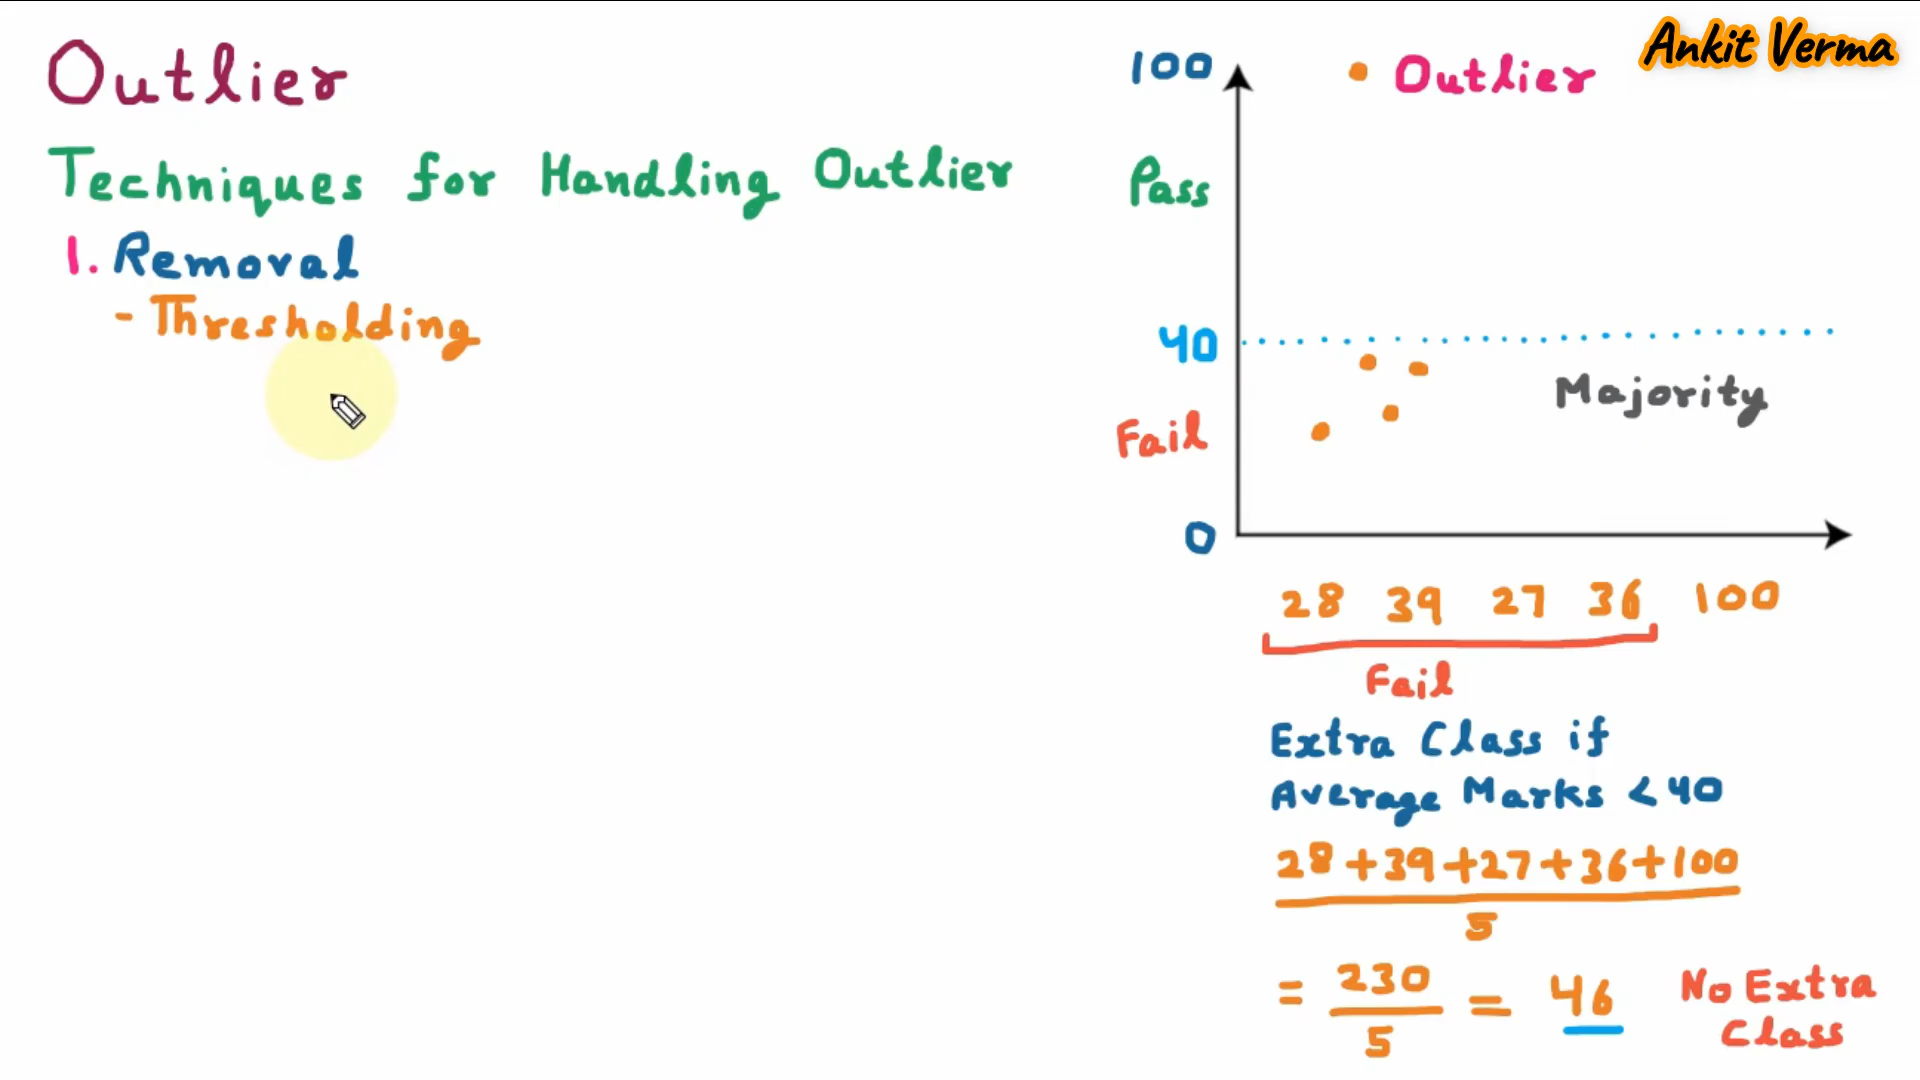 Outlier
Techniques for Handling Outlier
1. Removal
- Thresholding
Ankit Verma
100
Outlier
Pass
40
Majority
Fail
0
28 39 27 36 100
Fail
Extra Class if
Average Marks < 40
28 + 39 + 27 + 36 + 100
5
= 230 = 46 No Extra
5 Class